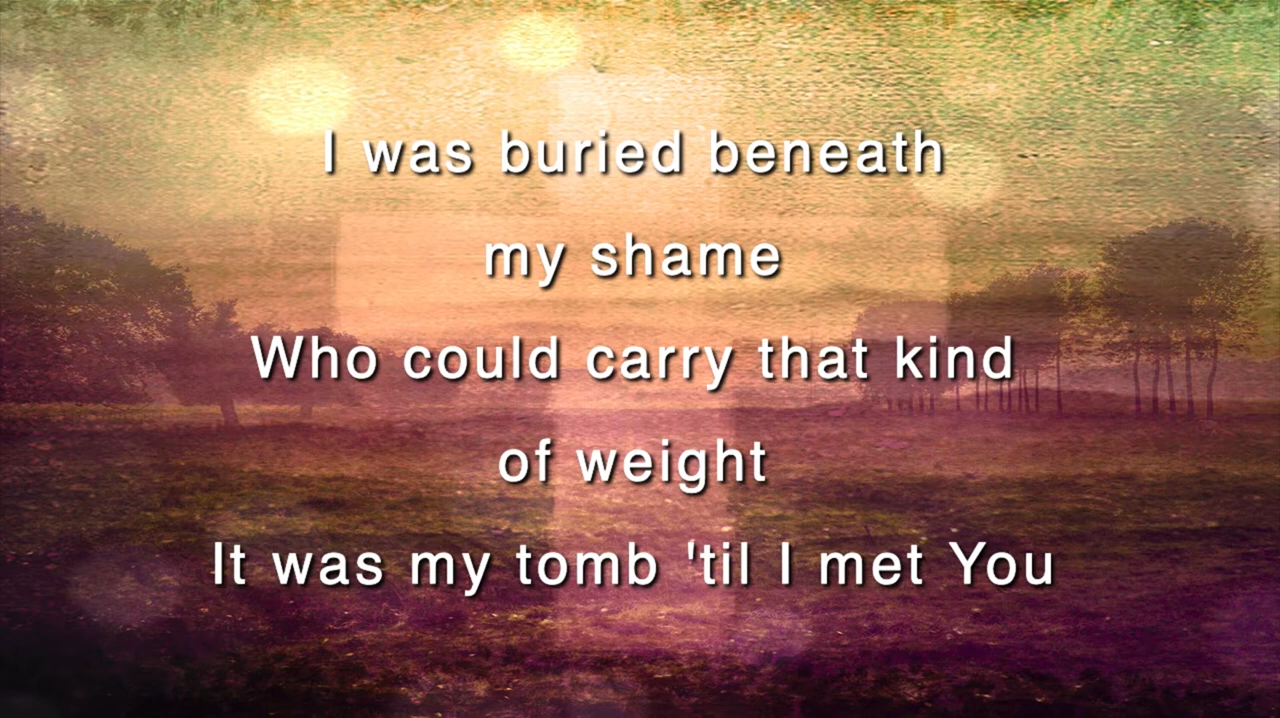 I was buried beneath
my shame
Who could carry that kind
of weight
It was my tomb 'til I met You